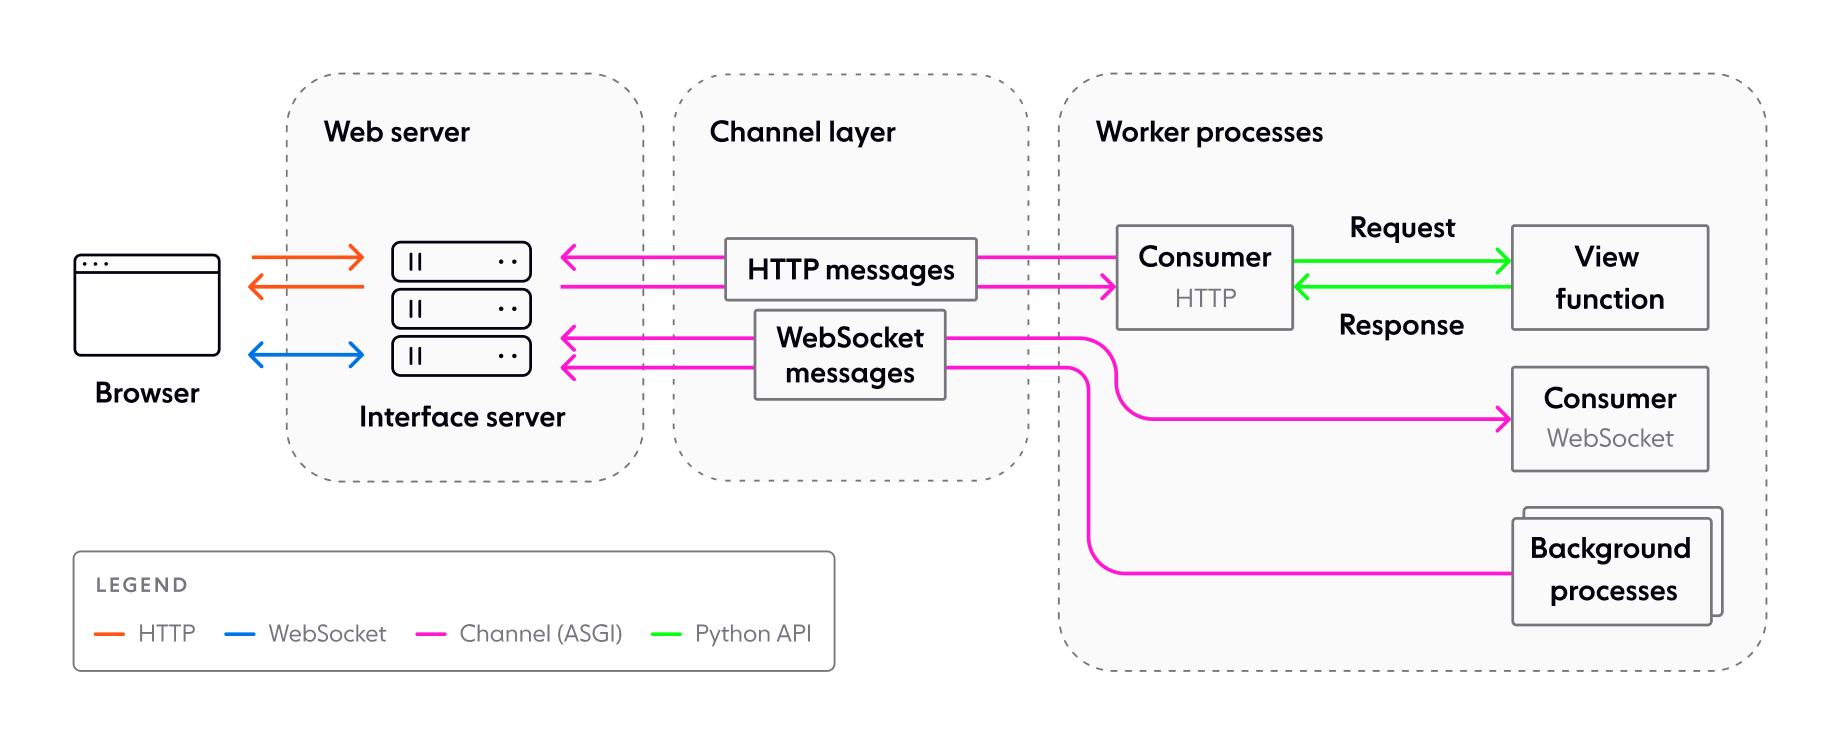 Web server
Channel layer
Worker processes
Browser
Interface server
HTTP messages
WebSocket
messages
Consumer
HTTP
Request
Response
View
function
Consumer
WebSocket
Background
processes
LEGEND
HTTP
WebSocket
Channel (ASGI)
Python API